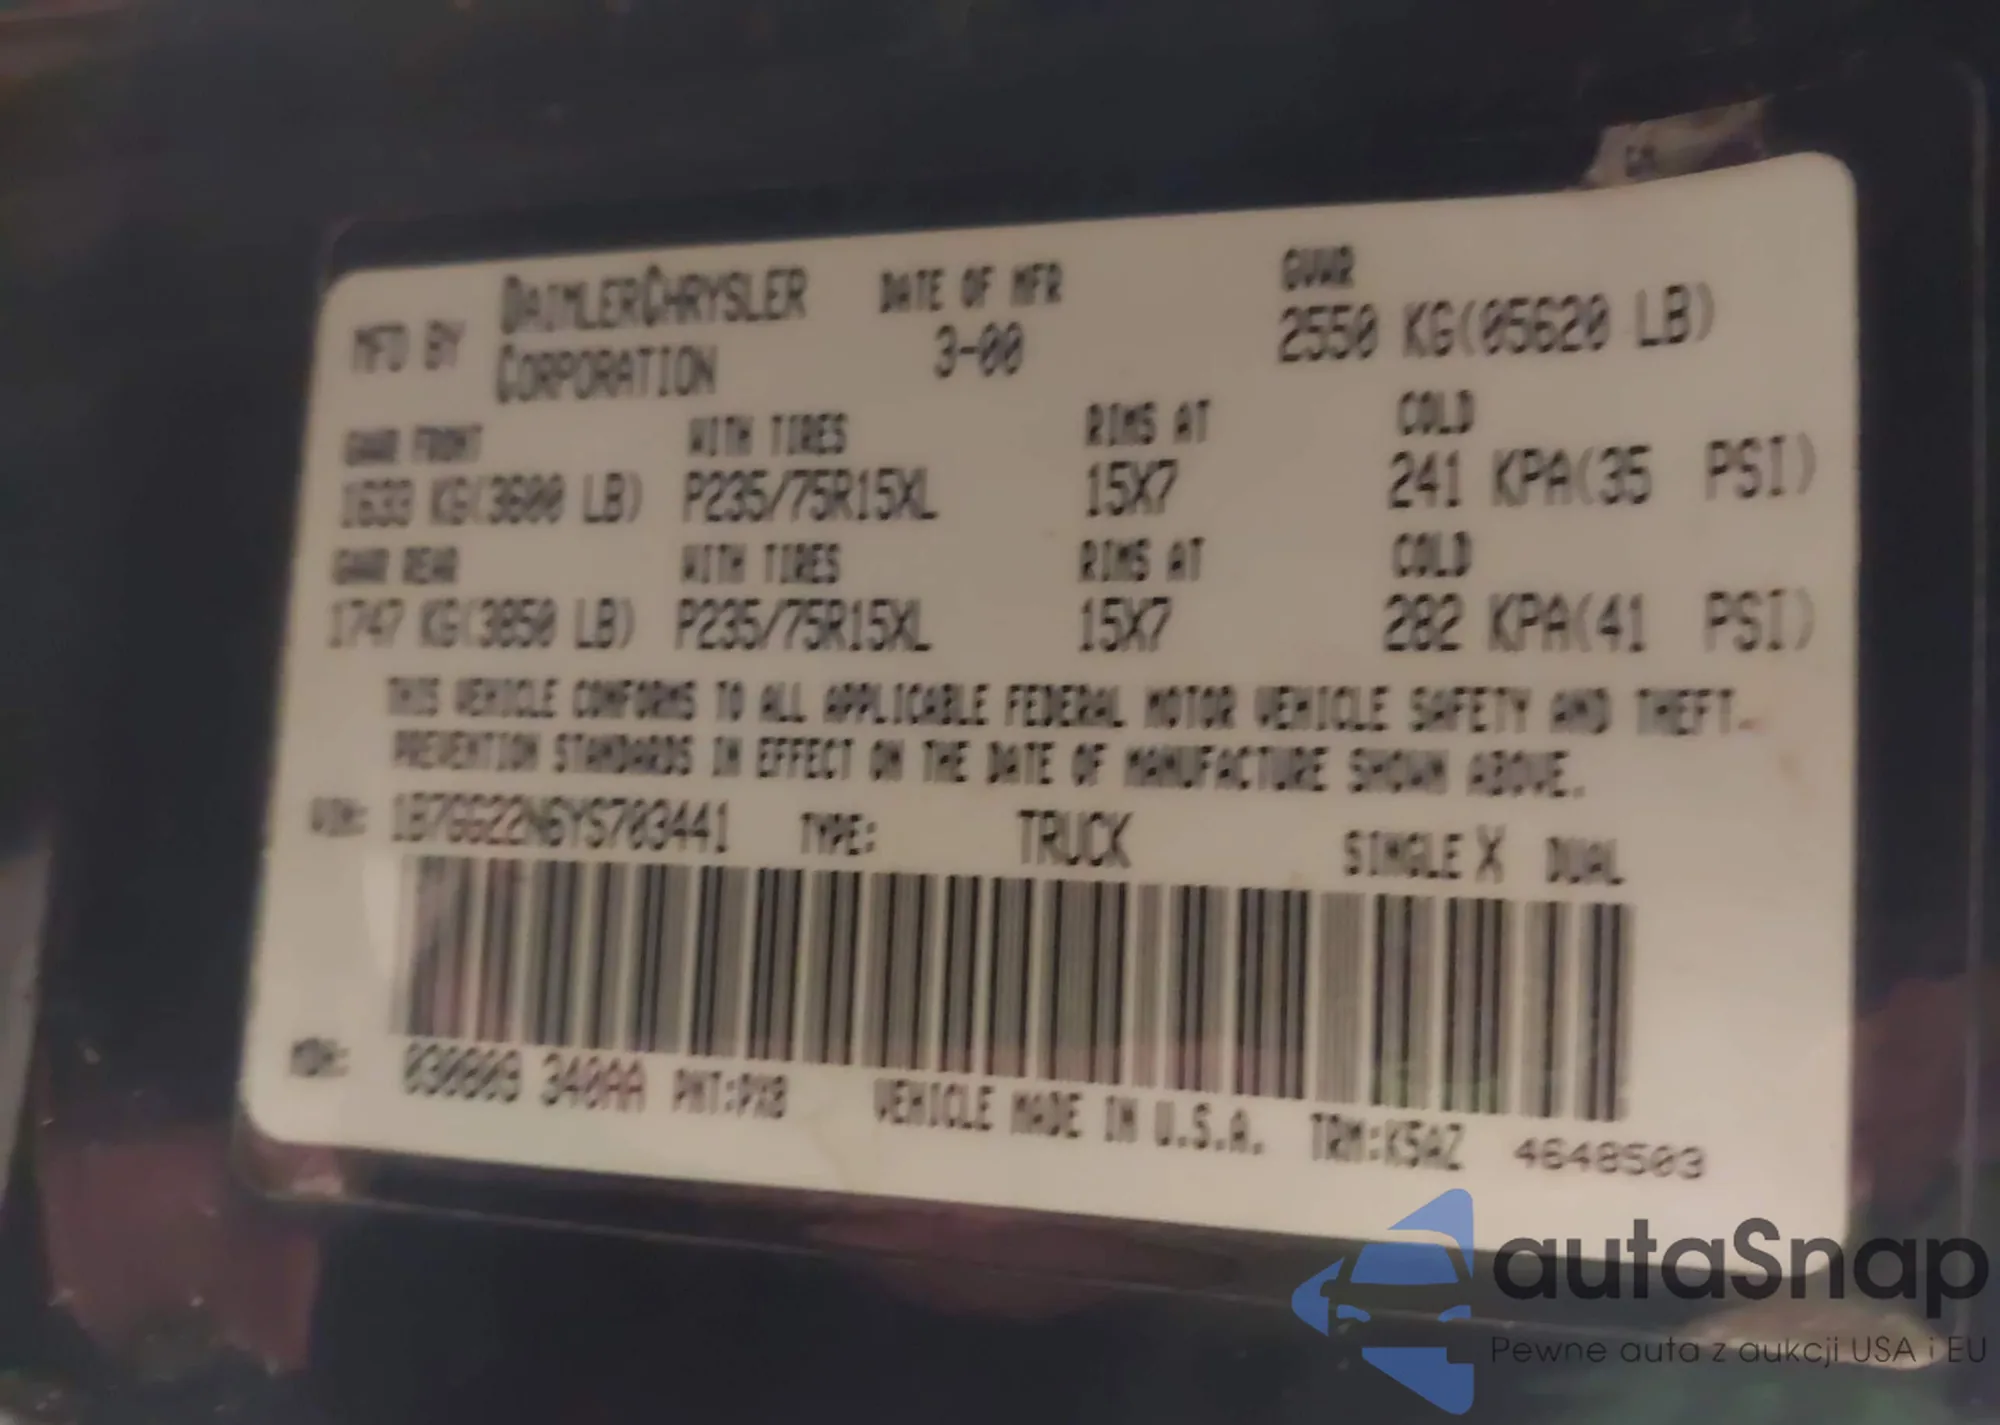 MFD BY DAIMLERCHRYSLER CORPORATION DATE OF MFR 3-00 GVWR 2550 KG(05620 LB)
GAWR FRONT WITH TIRES RIMS AT COLD
1633 KG(3600 LB) P235/75R15XL 15X7 241 KPA(35 PSI)
GAWR REAR WITH TIRES RIMS AT COLD
1747 KG(3850 LB) P235/75R15XL 15X7 282 KPA(41 PSI)
THIS VEHICLE CONFORMS TO ALL APPLICABLE FEDERAL MOTOR VEHICLE SAFETY AND THEFT
PREVENTION STANDARDS IN EFFECT ON THE DATE OF MANUFACTURE SHOWN ABOVE.
VIN: 1B7GG22N6YS703441 TYPE: TRUCK SINGLE X DUAL
MDH: 030809 340AA PNT:PX8 VEHICLE MADE IN U.S.A. TRM:K5AZ 4648503
autaSnap
Pewne auta z aukcji USA i EU